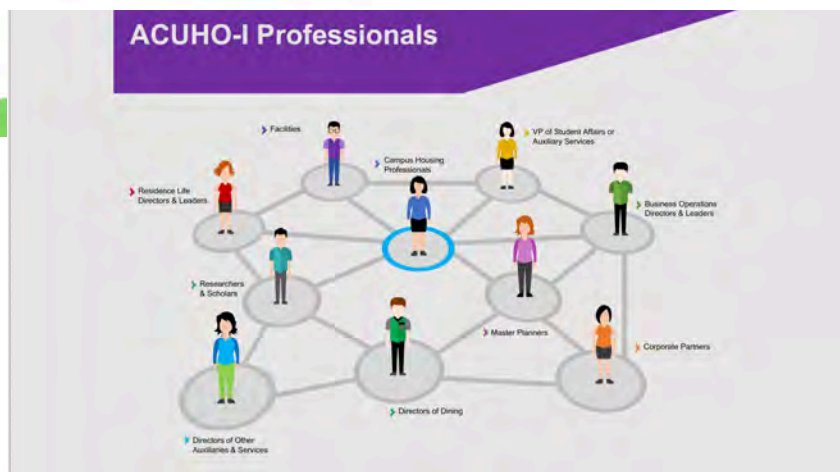 ACUHO-I Professionals
Facilities
VP of Student Affairs or
Auxiliary Services
Campus Housing
Professionals
Residence Life
Directors & Leaders
Business Operations
Directors & Leaders
Researchers
& Scholars
Master Planners
Corporate Partners
Directors of Dining
Directors of Other
Auxiliaries & Services